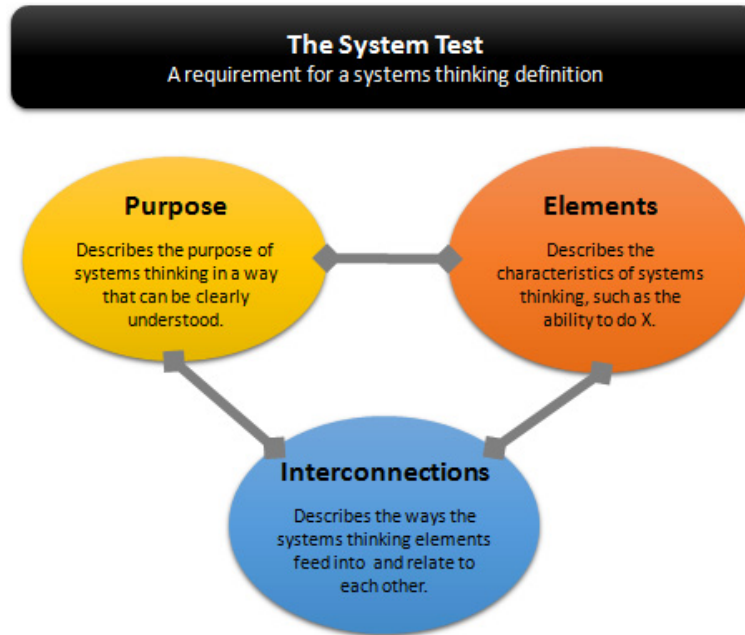 The System Test
A requirement for a systems thinking definition
Purpose
Describes the purpose of
systems thinking in a way
that can be clearly
understood.
Elements
Describes the
characteristics of systems
thinking, such as the
ability to do X.
Interconnections
Describes the ways the
systems thinking elements
feed into and relate to
each other.